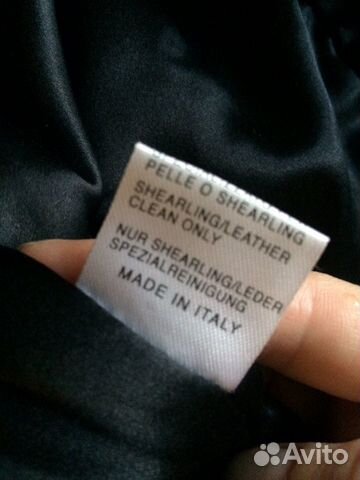 PELLE O SHEARLING
SHEARLING/LEATHER
CLEAN ONLY
NUR SHEARLING/LEDER
SPEZIALREINIGUNG
MADE IN ITALY
Avito